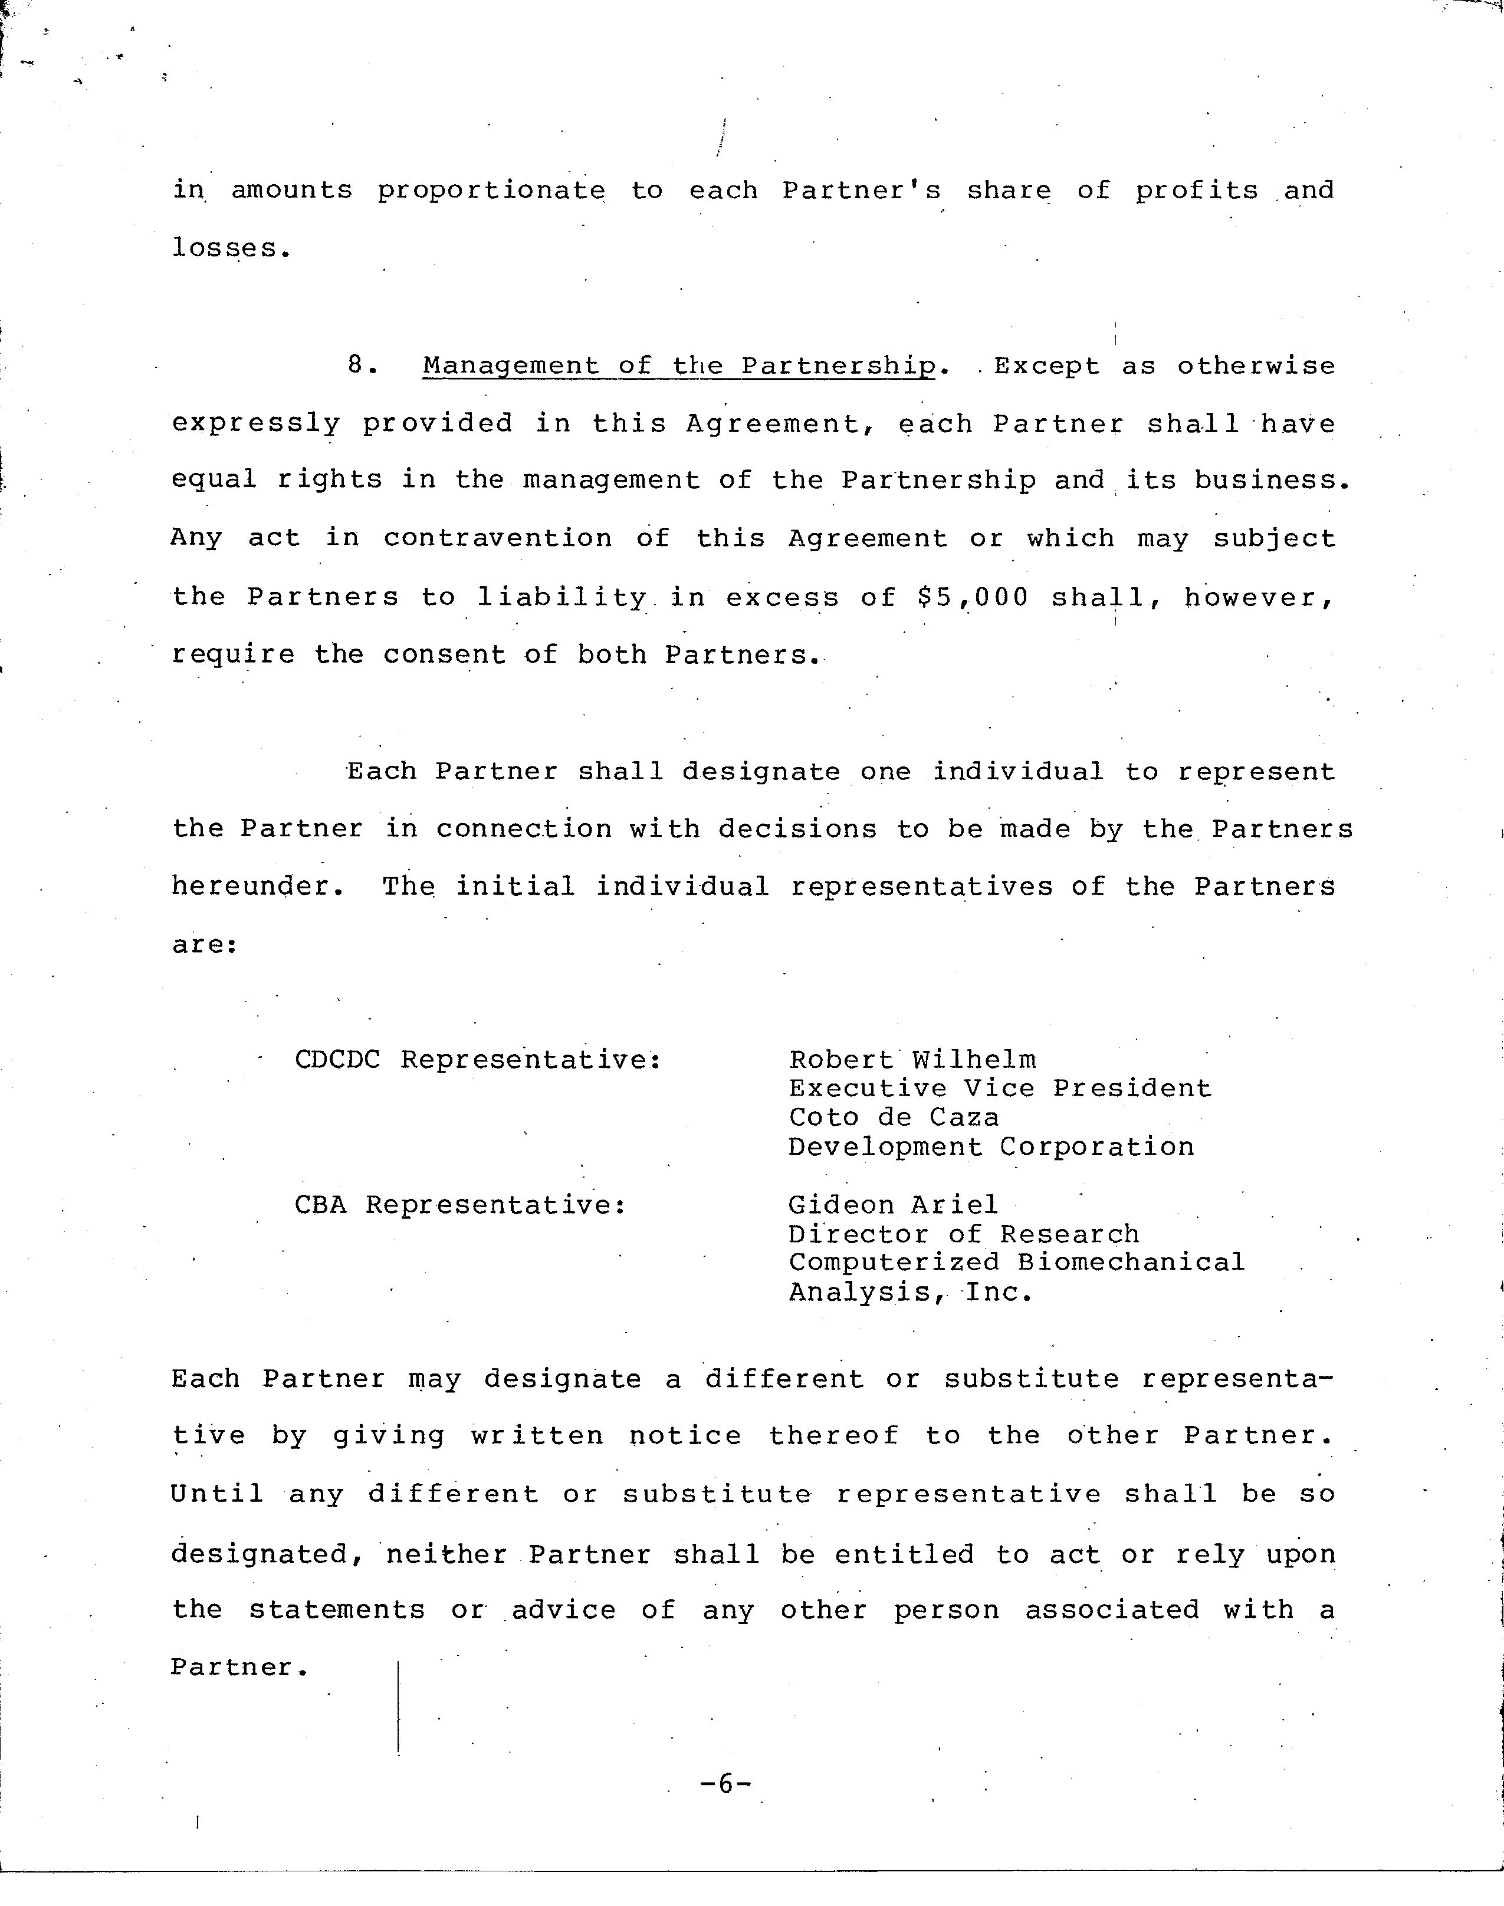 in amounts proportionate to each Partner's share of profits and
losses.
8. Management of the Partnership. Except as otherwise
expressly provided in this Agreement, each Partner shall have
equal rights in the management of the Partnership and its business.
Any act in contravention of this Agreement or which may subject
the Partners to liability in excess of $5,000 shall, however,
require the consent of both Partners.
Each Partner shall designate one individual to represent
the Partner in connection with decisions to be made by the Partners
hereunder. The initial individual representatives of the Partners
are:
CDCDC Representative: Robert Wilhelm
Executive Vice President
Coto de Caza
Development Corporation
CBA Representative: Gideon Ariel
Director of Research
Computerized Biomechanical
Analysis, Inc.
Each Partner may designate a different or substitute representa-
tive by giving written notice thereof to the other Partner.
Until any different or substitute representative shall be so
designated, neither Partner shall be entitled to act or rely upon
the statements or advice of any other person associated with a
Partner.
-6-